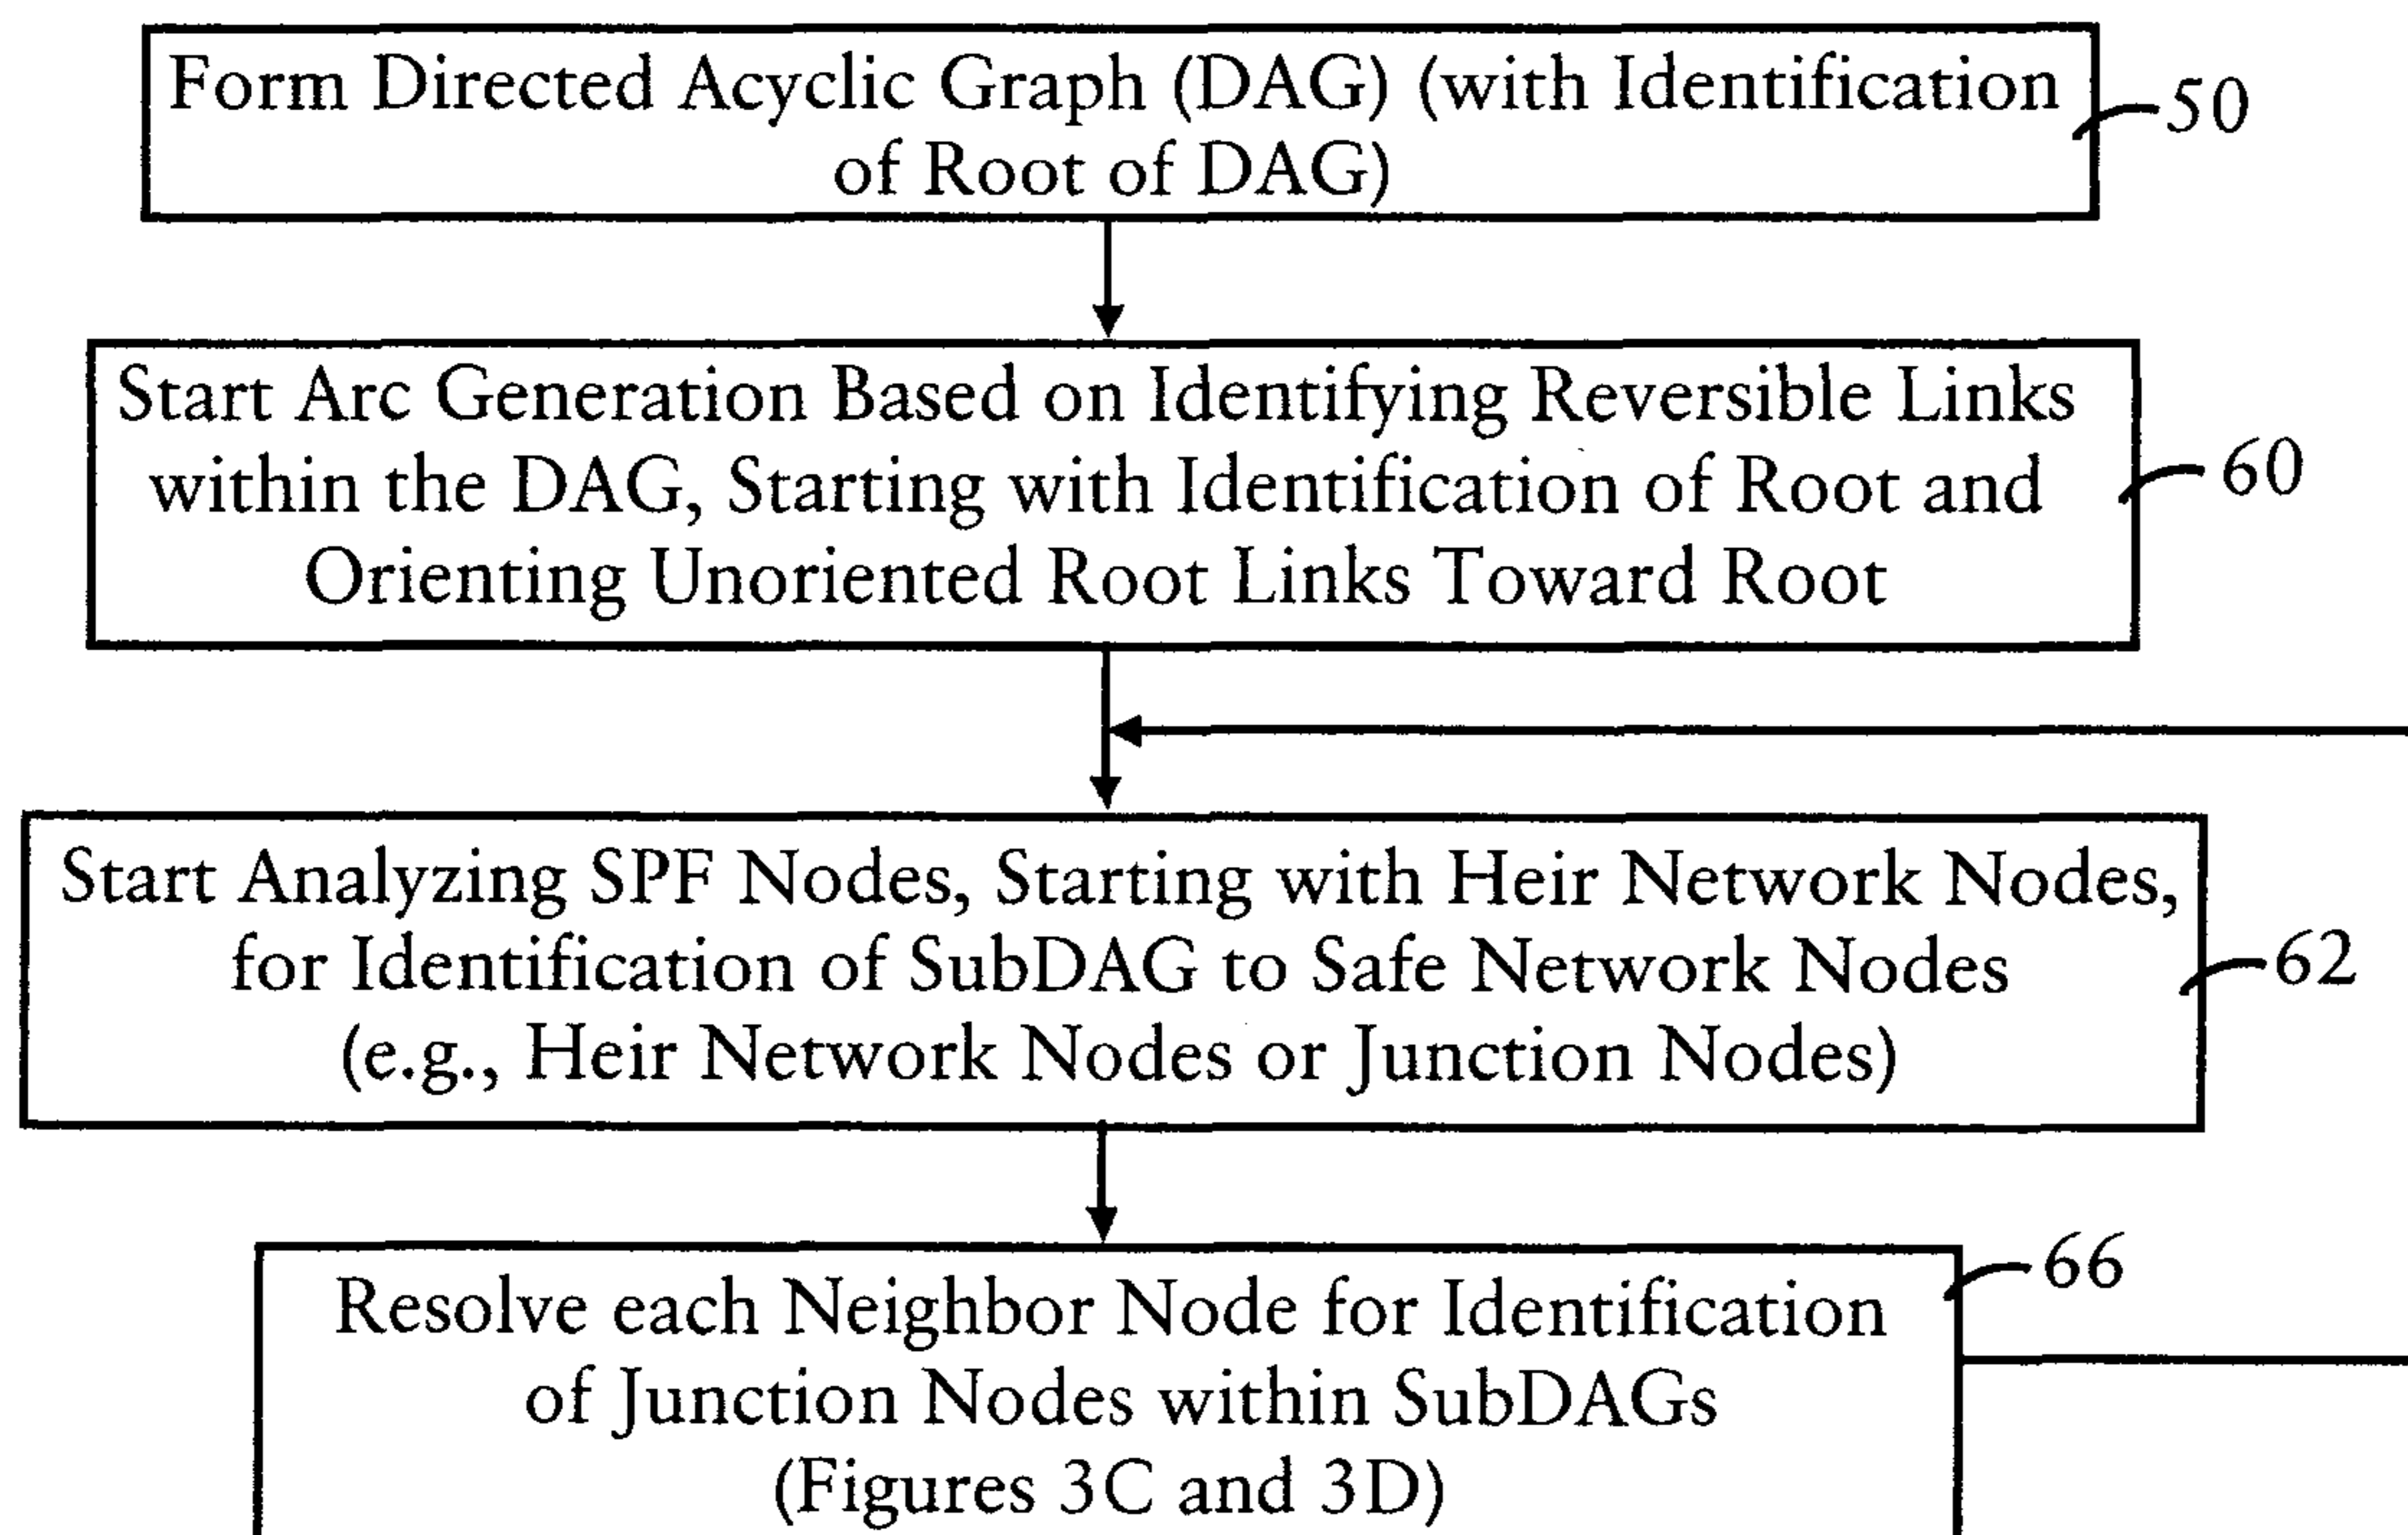 Form Directed Acyclic Graph (DAG) (with Identification
of Root of DAG)
50
Start Arc Generation Based on Identifying Reversible Links
within the DAG, Starting with Identification of Root and
Orienting Unoriented Root Links Toward Root
60
Start Analyzing SPF Nodes, Starting with Heir Network Nodes,
for Identification of SubDAG to Safe Network Nodes
(e.g., Heir Network Nodes or Junction Nodes)
62
Resolve each Neighbor Node for Identification
of Junction Nodes within SubDAGs
(Figures 3C and 3D)
66